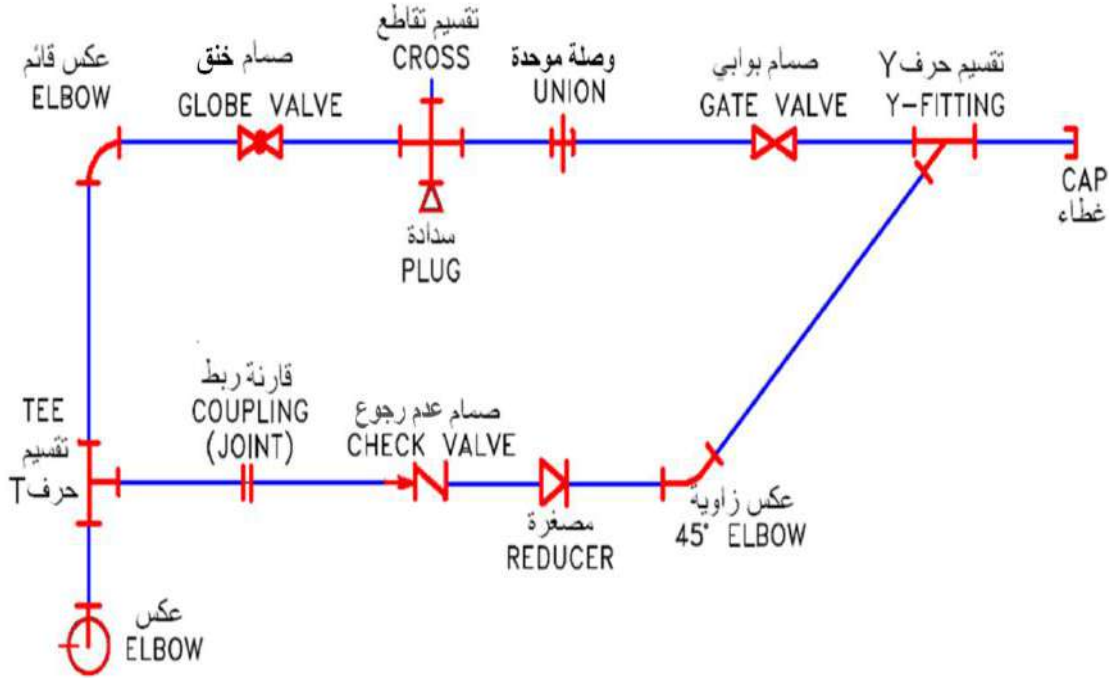 عكس قائم
ELBOW
صمام خنق
GLOBE VALVE
تقسيم تقاطع
CROSS
وصلة موحدة
UNION
صمام بوابي
GATE VALVE
تقسيم حرف Y
Y-FITTING
CAP
غطاء
سدادة
PLUG
TEE
تقسيم
حرف T
قارنة ربط
COUPLING
(JOINT)
صمام عدم رجوع
CHECK VALVE
مصغرة
REDUCER
عكس زاوية
45° ELBOW
عكس
ELBOW